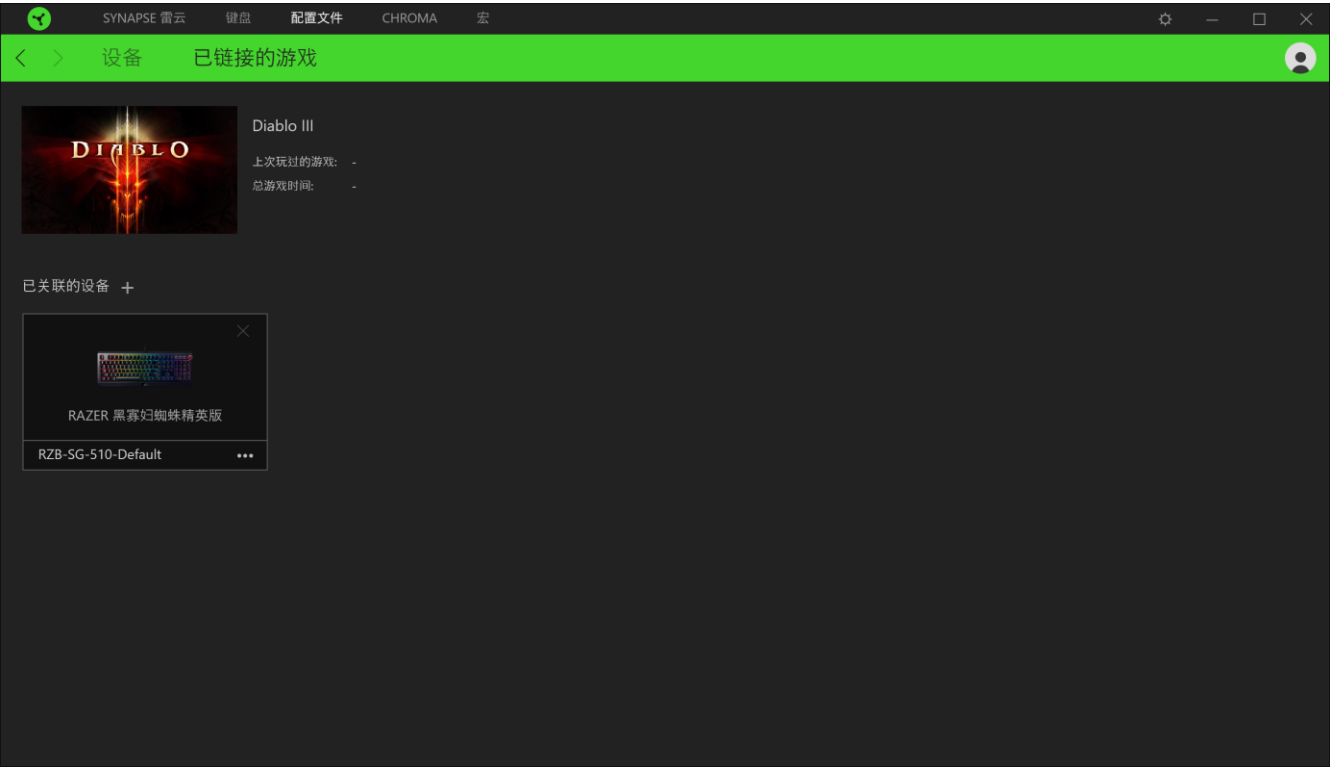 SYNAPSE 雷云 键盘 配置文件 CHROMA 宏
设备 已链接的游戏
DIABLO
Diablo III
上次玩过的游戏: -
总游戏时间: -
已关联的设备 +
RAZER 黑寡妇蜘蛛精英版
RZB-SG-510-Default